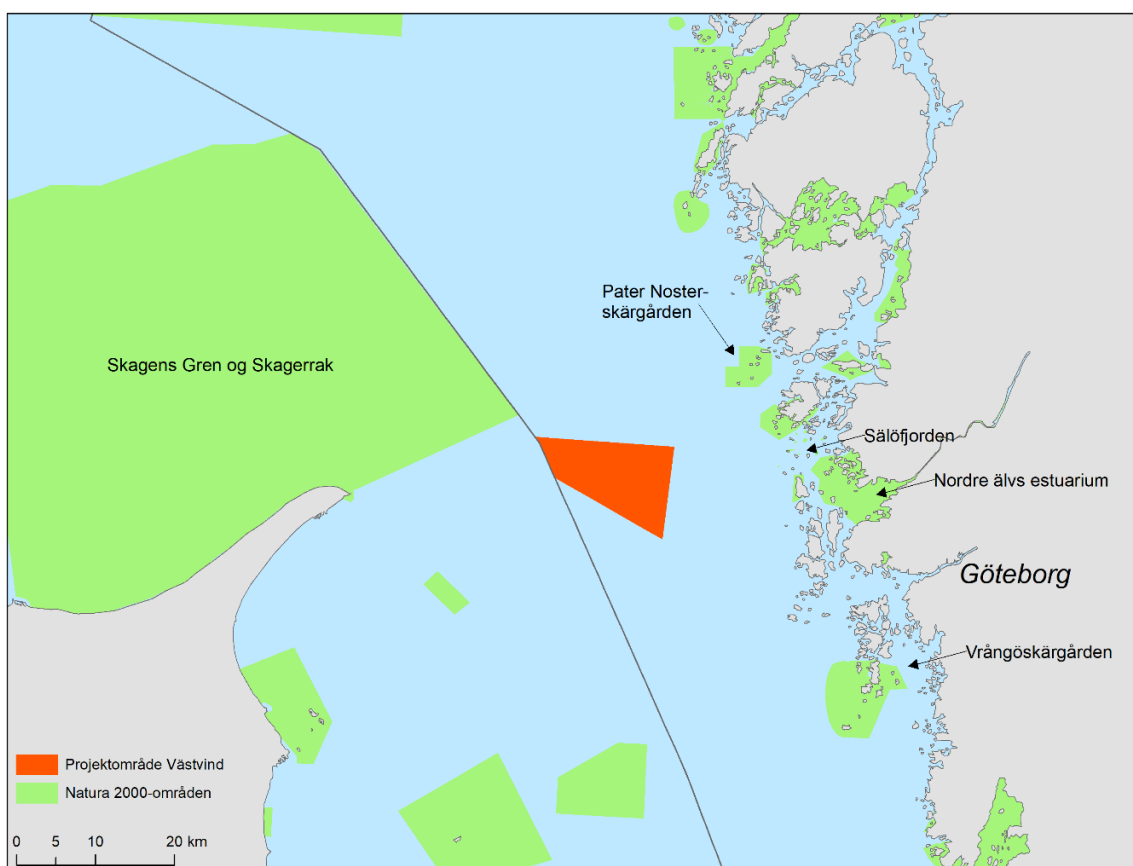 Pater Noster-
skärgården
Skagens Gren og Skagerrak
Sälöfjorden
Nordre älvs estuarium
Göteborg
Vrångöskärgården
Projektområde Västvind
Natura 2000-områden
0 5 10 20 km